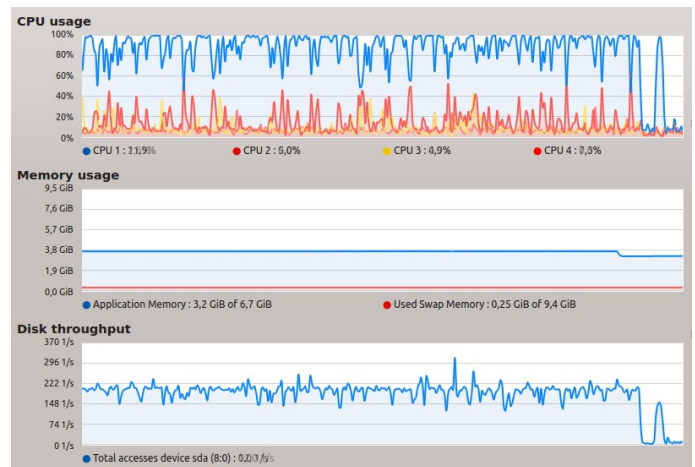 CPU usage
100%
80%
60%
40%
20%
0%
CPU 1 : CPU 2 : CPU 3 : CPU 4 :
Memory usage
9,5 GiB
7,6 GiB
5,7 GiB
3,8 GiB
1,9 GiB
0,0 GiB
Application Memory : 3,2 GiB of 6,7 GiB Used Swap Memory : 0,25 GiB of 9,4 GiB
Disk throughput
370 1/s
296 1/s
222 1/s
148 1/s
74 1/s
0 1/s
Total accesses device sda (8:0) :